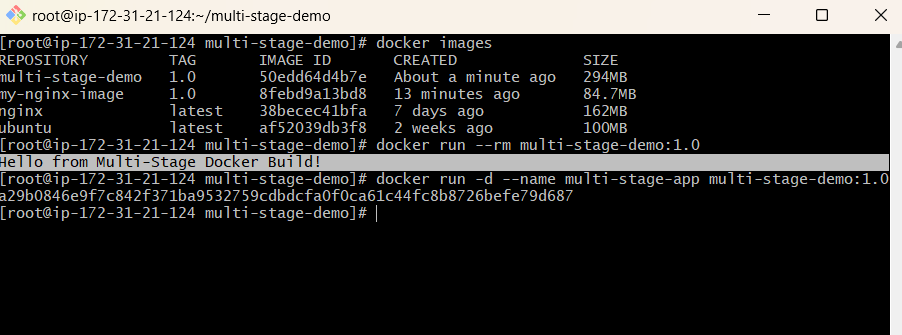 root@ip-172-31-21-124:~/multi-stage-demo
[root@ip-172-31-21-124 multi-stage-demo]# docker images
REPOSITORY TAG IMAGE ID CREATED SIZE
multi-stage-demo 1.0 50edd64d4b7e About a minute ago 294MB
my-nginx-image 1.0 8febd9a13bd8 13 minutes ago 84.7MB
nginx latest 38becec41bfa 7 days ago 162MB
ubuntu latest af52039db3f8 2 weeks ago 100MB
[root@ip-172-31-21-124 multi-stage-demo]# docker run --rm multi-stage-demo:1.0
Hello from Multi-Stage Docker Build!
[root@ip-172-31-21-124 multi-stage-demo]# docker run -d --name multi-stage-app multi-stage-demo:1.0
a29b0846e9f7c842f371ba9532759cdbdcfa0f0ca61c44fc8b8726befe79d687
[root@ip-172-31-21-124 multi-stage-demo]#